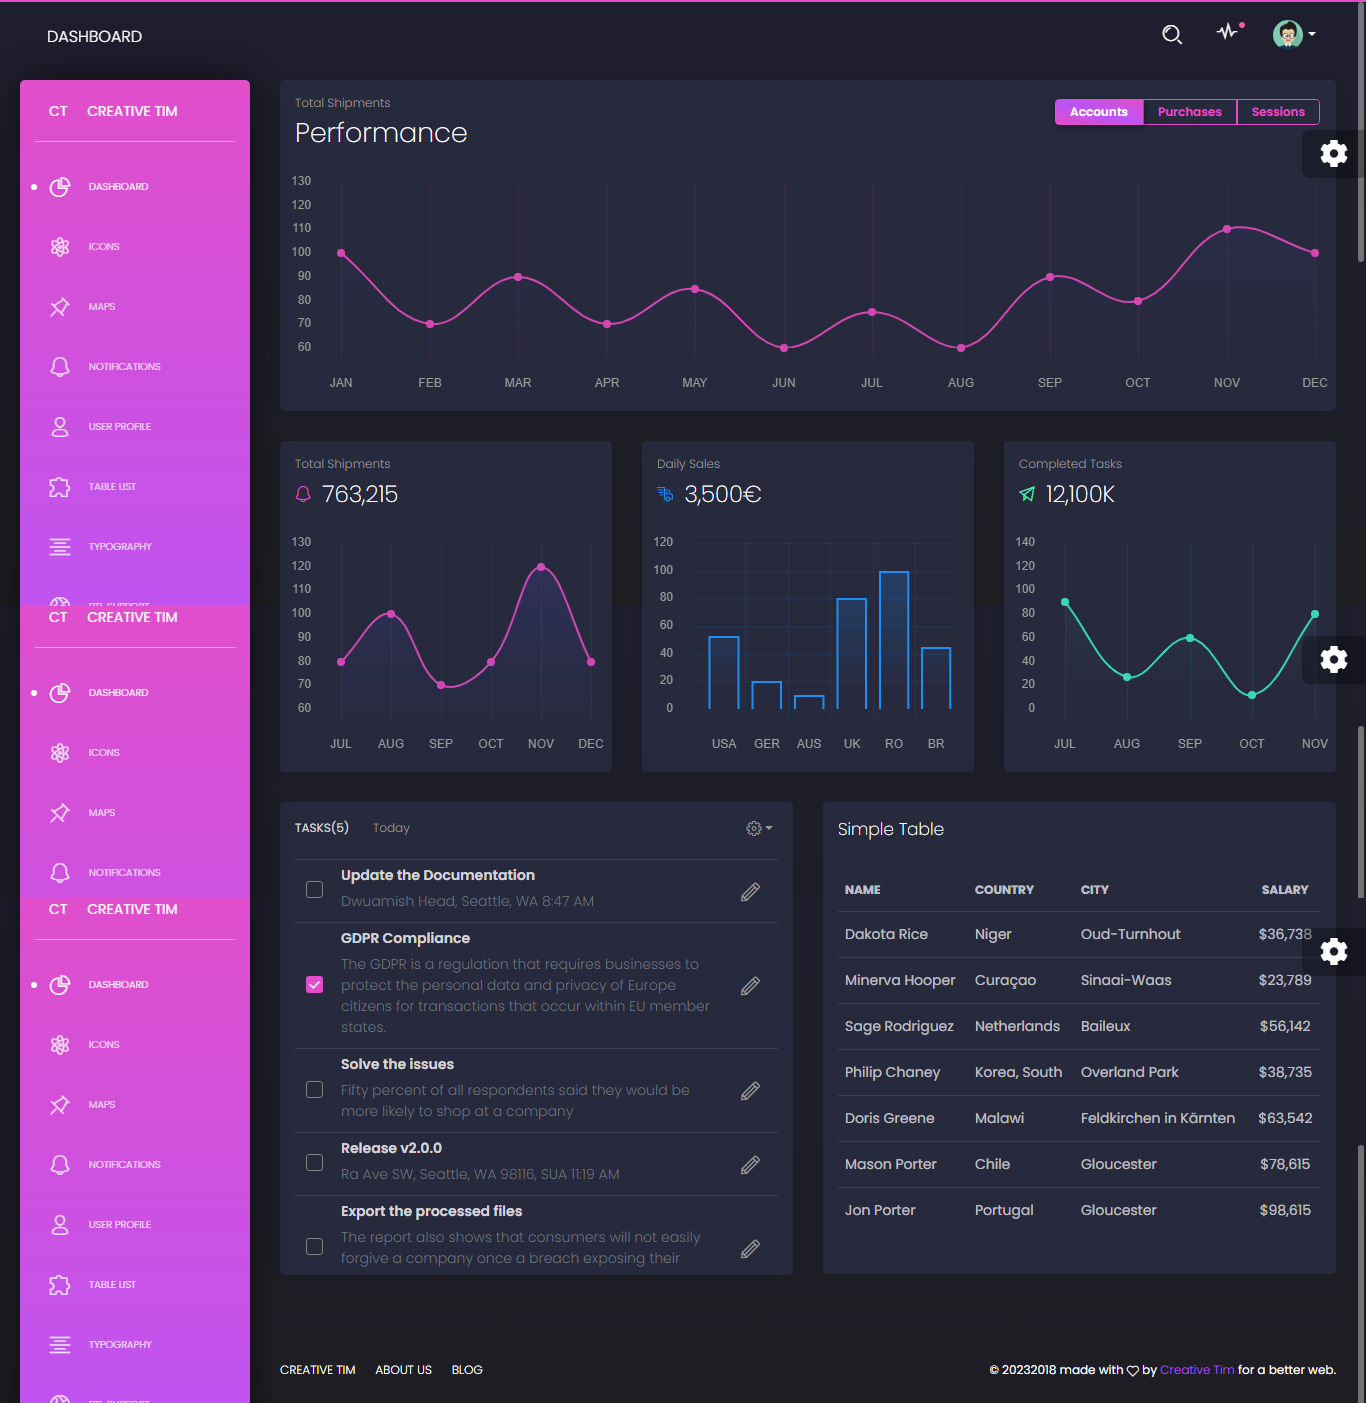 DASHBOARD
CT CREATIVE TIM
DASHBOARD
ICONS
MAPS
NOTIFICATIONS
USER PROFILE
TABLE LIST
TYPOGRAPHY
RTL SUPPORT
CT CREATIVE TIM
DASHBOARD
ICONS
MAPS
NOTIFICATIONS
CT CREATIVE TIM
DASHBOARD
ICONS
MAPS
NOTIFICATIONS
USER PROFILE
TABLE LIST
TYPOGRAPHY
RTL SUPPORT
Total Shipments
Performance
Accounts Purchases Sessions
130
120
110
100
90
80
70
60
JAN FEB MAR APR MAY JUN JUL AUG SEP OCT NOV DEC
Total Shipments
763,215
130
120
110
100
90
80
70
60
JUL AUG SEP OCT NOV DEC
Daily Sales
3,500€
120
100
80
60
40
20
0
USA GER AUS UK RO BR
Completed Tasks
12,100K
140
120
100
80
60
40
20
0
JUL AUG SEP OCT NOV
TASKS(5) Today
Update the Documentation
Dwuamish Head, Seattle, WA 8:47 AM
GDPR Compliance
The GDPR is a regulation that requires businesses to
protect the personal data and privacy of Europe
citizens for transactions that occur within EU member
states.
Solve the issues
Fifty percent of all respondents said they would be
more likely to shop at a company
Release v2.0.0
Ra Ave SW, Seattle, WA 98116, SUA 11:19 AM
Export the processed files
The report also shows that consumers will not easily
forgive a company once a breach exposing their
Simple Table
NAME COUNTRY CITY SALARY
Dakota Rice Niger Oud-Turnhout $36,738
Minerva Hooper Curaçao Sinaai-Waas $23,789
Sage Rodriguez Netherlands Baileux $56,142
Philip Chaney Korea, South Overland Park $38,735
Doris Greene Malawi Feldkirchen in Kärnten $63,542
Mason Porter Chile Gloucester $78,615
Jon Porter Portugal Gloucester $98,615
CREATIVE TIM ABOUT US BLOG
© 20232018 made with ♡ by Creative Tim for a better web.